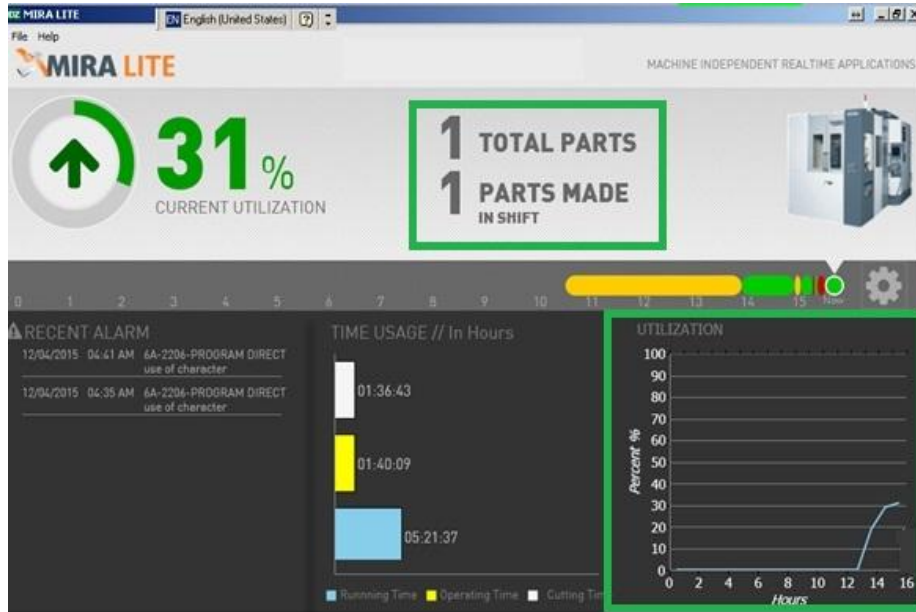 MIRA LITE
EN English (United States) ?
File Help
MIRA LITE
MACHINE INDEPENDENT REALTIME APPLICATIONS
31 %
CURRENT UTILIZATION
1 TOTAL PARTS
1 PARTS MADE
IN SHIFT
0 1 2 3 4 5 6 7 8 9 10 11 12 13 14 15 Now
RECENT ALARM
12/04/2015 04:41 AM 6A-2206-PROGRAM DIRECT
use of character
12/04/2015 04:35 AM 6A-2206-PROGRAM DIRECT
use of character
TIME USAGE // In Hours
01:36:43
01:40:09
05:21:37
Runnning Time Operating Time Cutting Tim
UTILIZATION
100
90
80
70
60
50
40
30
20
10
0
Percent %
0 2 4 6 8 10 12 14 16
Hours